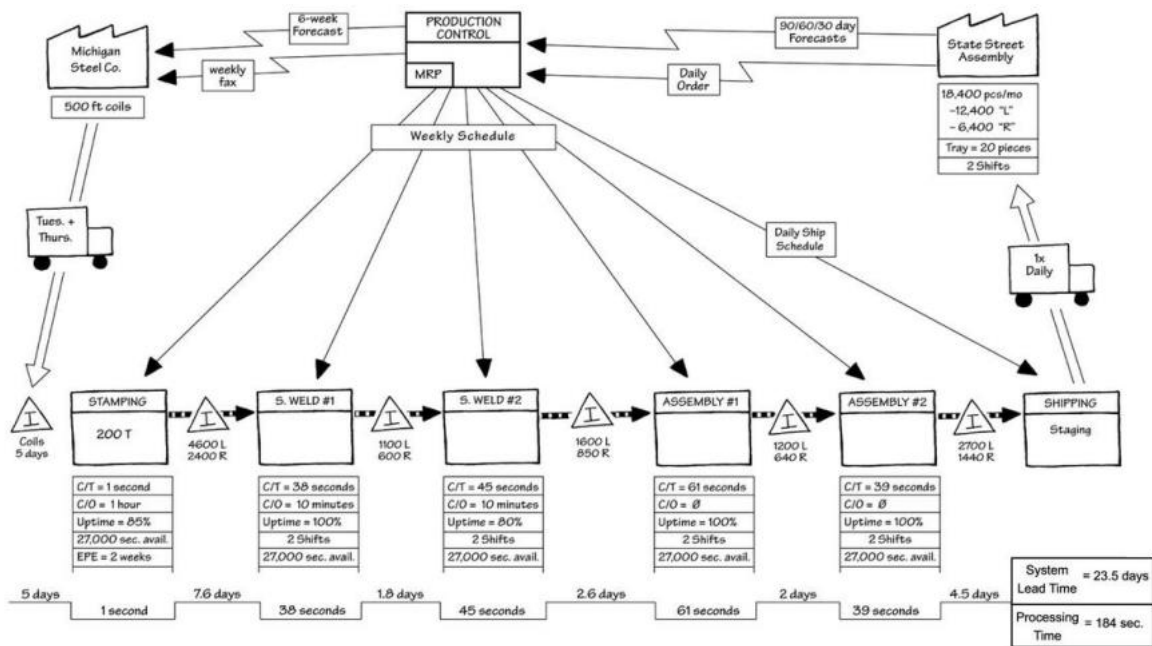 Michigan
Steel Co.
500 ft coils
6-week
Forecast
weekly
fax
PRODUCTION
CONTROL
MRP
90/60/30 day
Forecasts
Daily
Order
State Street
Assembly
18,400 pcs/mo
-12,400 "L"
- 6,400 "R"
Tray = 20 pieces
2 Shifts
Weekly Schedule
Tues. +
Thurs.
Daily Ship
Schedule
1x
Daily
I
Coils
5 days
STAMPING
200 T
I
4600 L
2400 R
S. WELD #1
I
1100 L
600 R
S. WELD #2
I
1600 L
850 R
ASSEMBLY #1
I
1200 L
640 R
ASSEMBLY #2
I
2700 L
1440 R
SHIPPING
Staging
C/T = 1 second
C/O = 1 hour
Uptime = 85%
27,000 sec. avail.
EPE = 2 weeks
C/T = 38 seconds
C/O = 10 minutes
Uptime = 100%
2 Shifts
27,000 sec. avail.
C/T = 45 seconds
C/O = 10 minutes
Uptime = 80%
2 Shifts
27,000 sec. avail.
C/T = 61 seconds
C/O = Ø
Uptime = 100%
2 Shifts
27,000 sec. avail.
C/T = 39 seconds
C/O = Ø
Uptime = 100%
2 Shifts
27,000 sec. avail.
5 days
1 second
7.6 days
38 seconds
1.8 days
45 seconds
2.6 days
61 seconds
2 days
39 seconds
4.5 days
System
Lead Time = 23.5 days
Processing
Time = 184 sec.